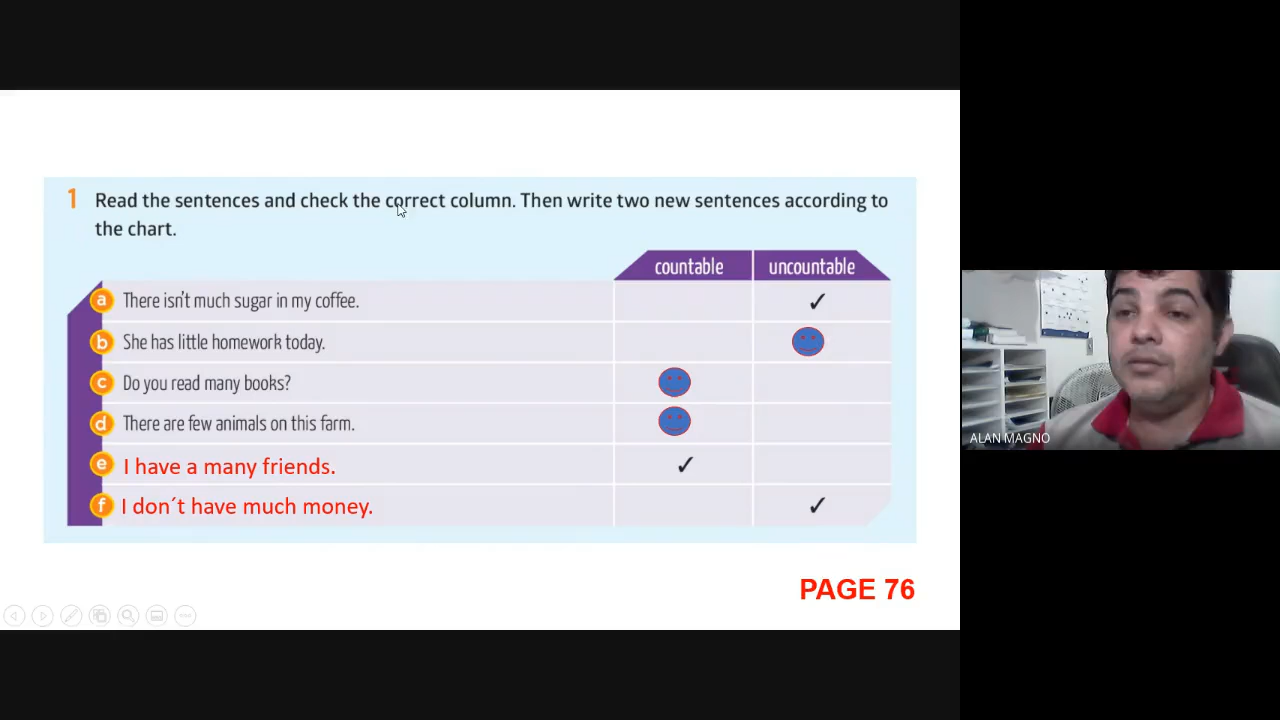 1 Read the sentences and check the correct column. Then write two new sentences according to
the chart.
countable uncountable
a There isn't much sugar in my coffee. ✓
b She has little homework today.
c Do you read many books?
d There are few animals on this farm.
e I have a many friends. ✓
f I don´t have much money. ✓
PAGE 76
ALAN MAGNO